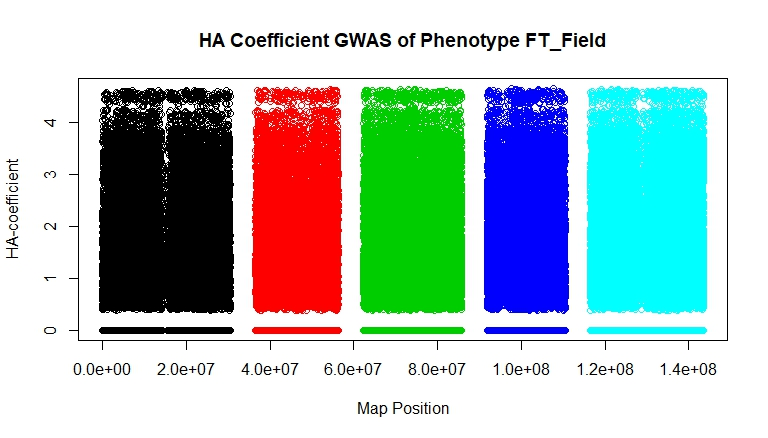 HA Coefficient GWAS of Phenotype FT_Field
HA-coefficient
4
3
2
1
0
0.0e+00 2.0e+07 4.0e+07 6.0e+07 8.0e+07 1.0e+08 1.2e+08 1.4e+08
Map Position